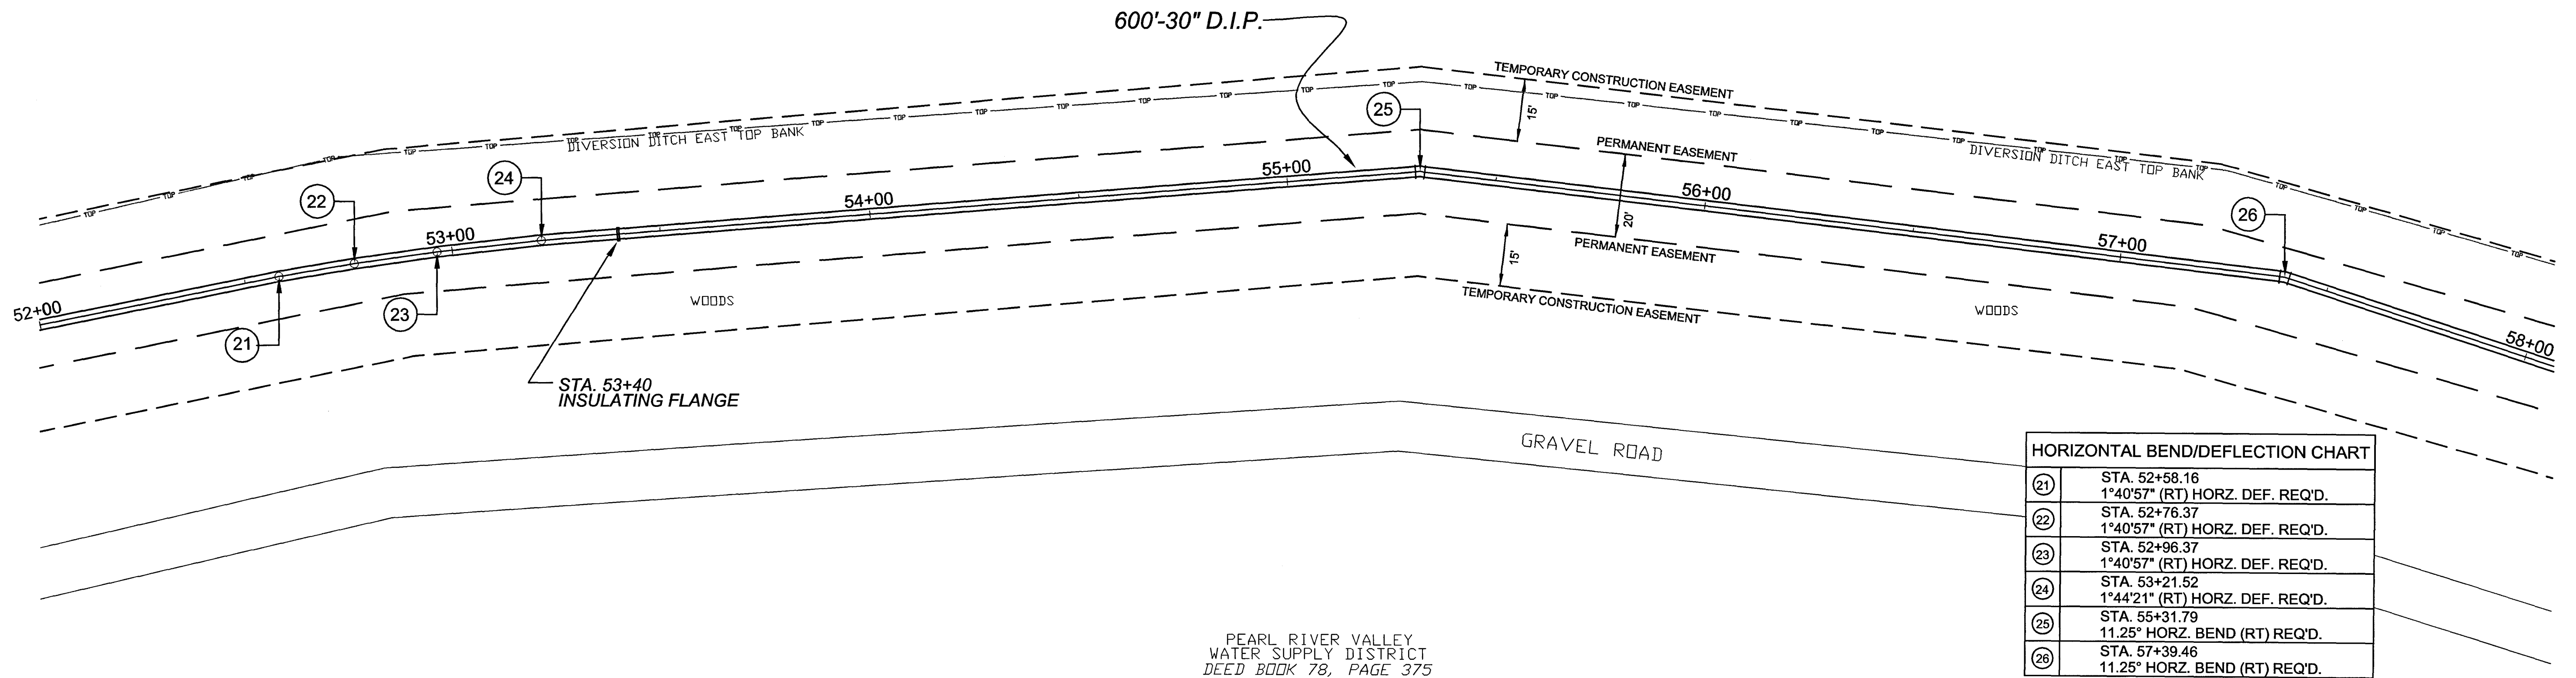 600'-30" D.I.P.
TEMPORARY CONSTRUCTION EASEMENT
15'
DIVERSION DITCH EAST TOP BANK
25
PERMANENT EASEMENT
DIVERSION DITCH EAST TOP BANK
24
22
55+00
56+00
54+00
53+00
20'
26
57+00
PERMANENT EASEMENT
15'
TEMPORARY CONSTRUCTION EASEMENT
52+00
WOODS
WOODS
23
21
58+00
STA. 53+40
INSULATING FLANGE
GRAVEL ROAD
HORIZONTAL BEND/DEFLECTION CHART
21 STA. 52+58.16
1°40'57" (RT) HORZ. DEF. REQ'D.
22 STA. 52+76.37
1°40'57" (RT) HORZ. DEF. REQ'D.
23 STA. 52+96.37
1°40'57" (RT) HORZ. DEF. REQ'D.
24 STA. 53+21.52
1°44'21" (RT) HORZ. DEF. REQ'D.
25 STA. 55+31.79
11.25° HORZ. BEND (RT) REQ'D.
26 STA. 57+39.46
11.25° HORZ. BEND (RT) REQ'D.
PEARL RIVER VALLEY
WATER SUPPLY DISTRICT
DEED BOOK 78, PAGE 375